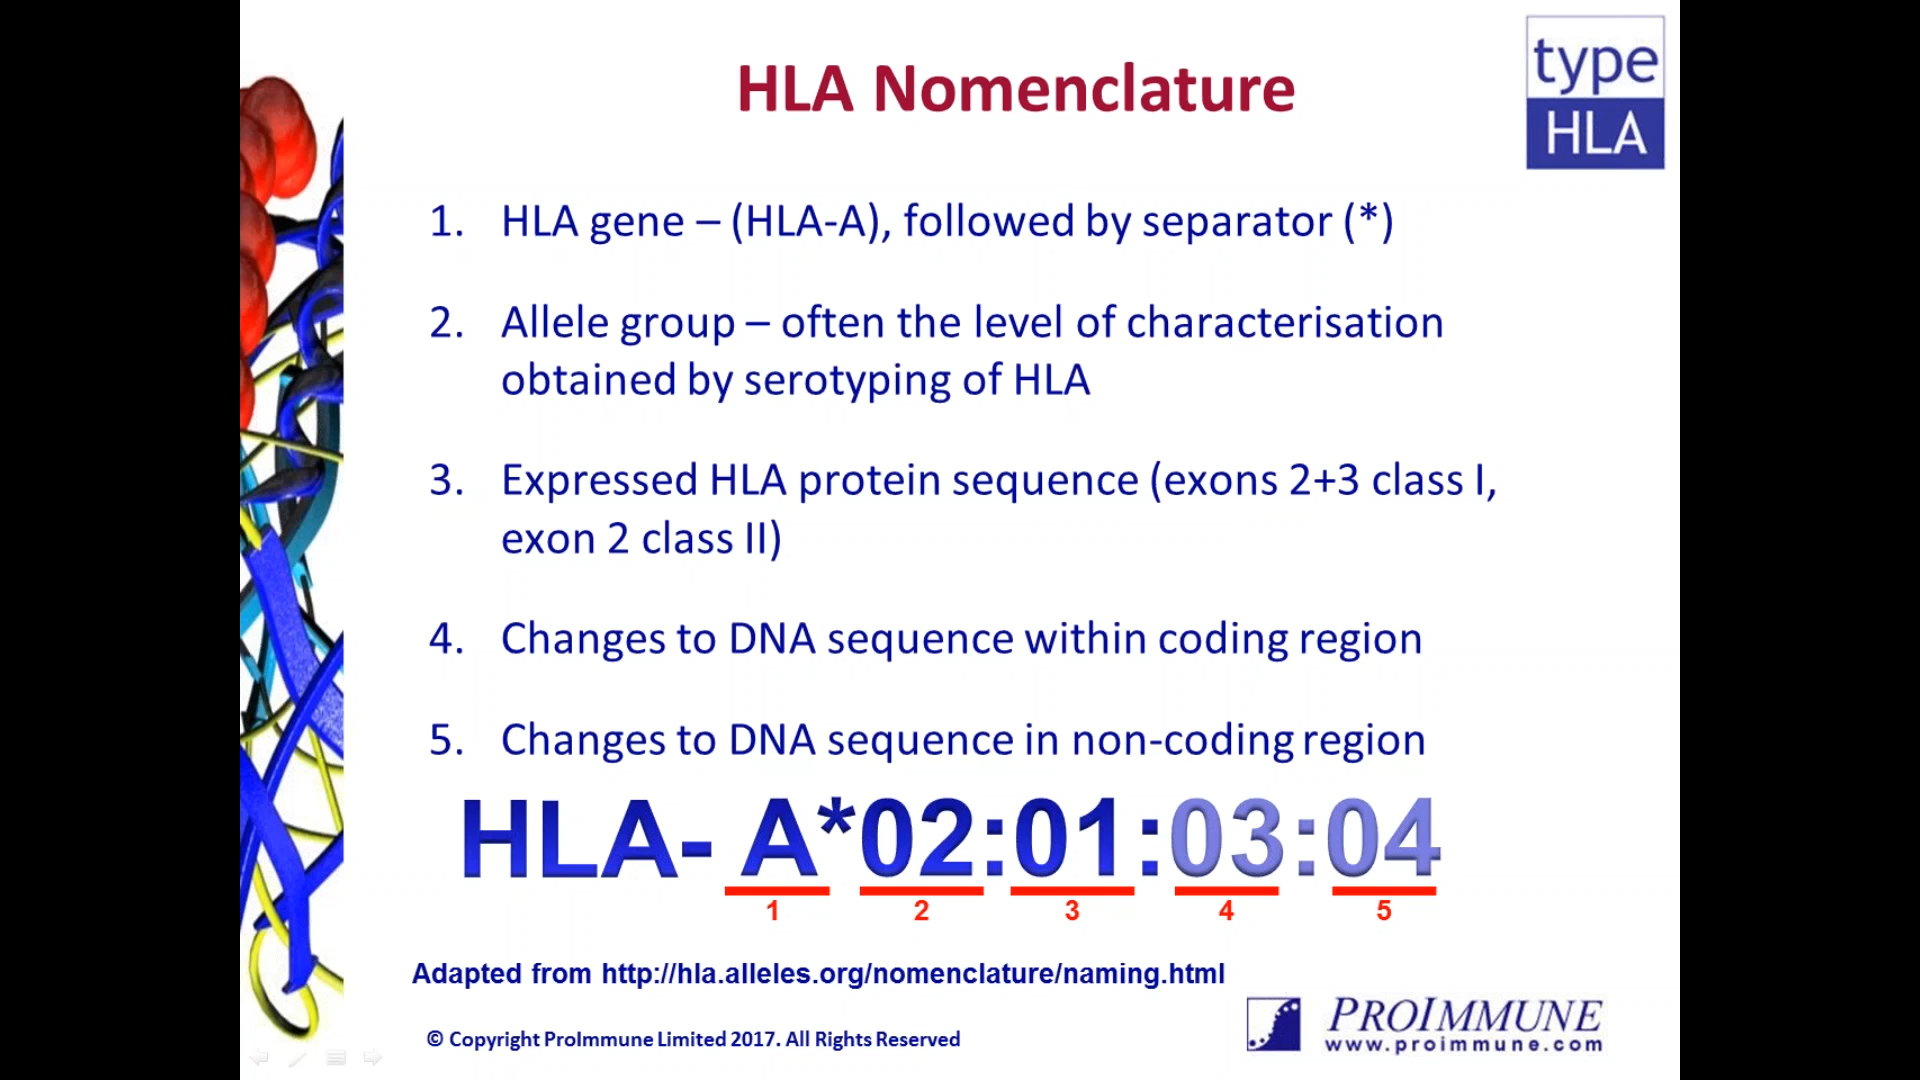 HLA Nomenclature
type
HLA
1. HLA gene – (HLA-A), followed by separator (*)
2. Allele group – often the level of characterisation
obtained by serotyping of HLA
3. Expressed HLA protein sequence (exons 2+3 class I,
exon 2 class II)
4. Changes to DNA sequence within coding region
5. Changes to DNA sequence in non-coding region
HLA- A*02:01:03:04
1 2 3 4 5
Adapted from http://hla.alleles.org/nomenclature/naming.html
© Copyright ProImmune Limited 2017. All Rights Reserved
PROIMMUNE
www.proimmune.com